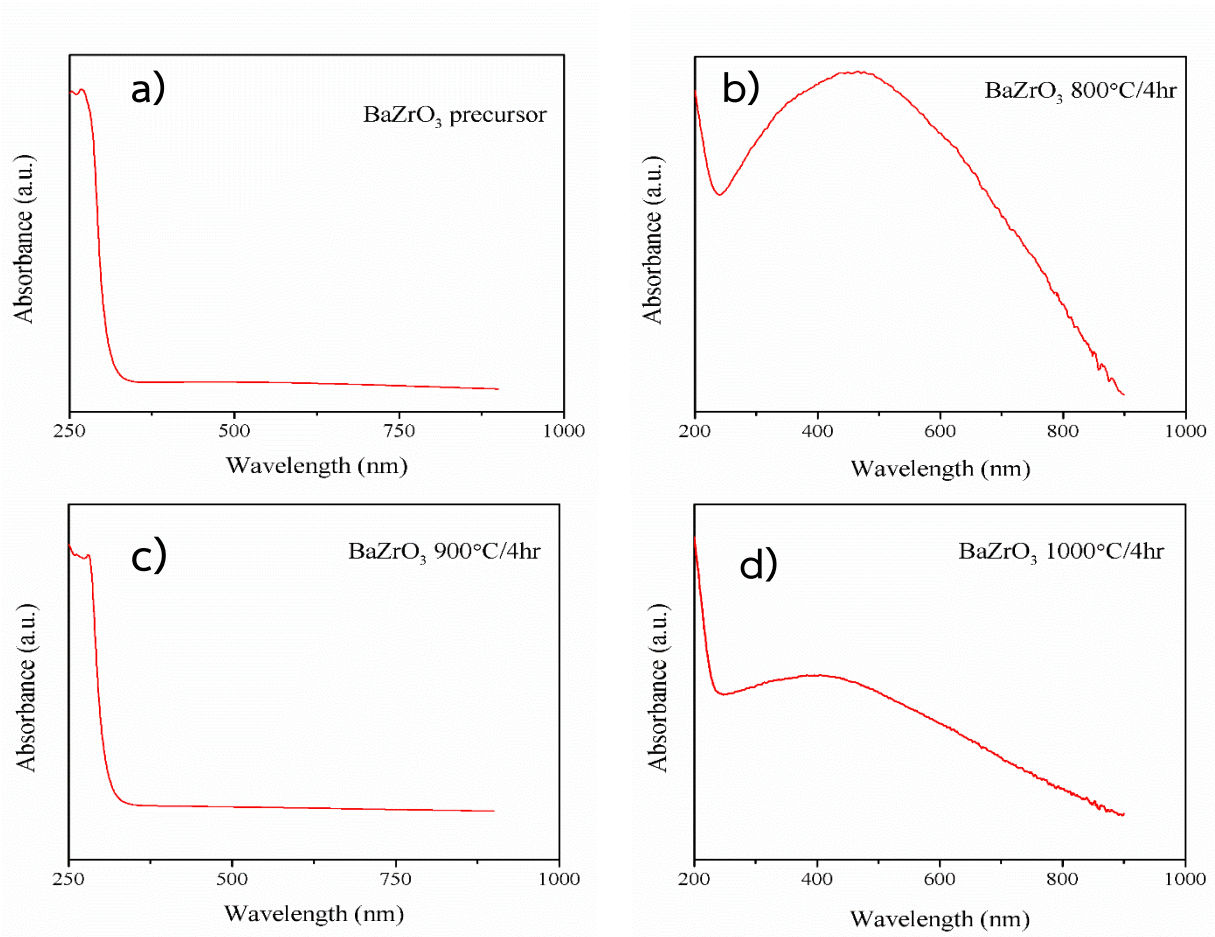 a)
BaZrO₃ precursor
Absorbance (a.u.)
250 500 750 1000
Wavelength (nm)
b)
BaZrO₃ 800°C/4hr
Absorbance (a.u.)
200 400 600 800 1000
Wavelength (nm)
c)
BaZrO₃ 900°C/4hr
Absorbance (a.u.)
250 500 750 1000
Wavelength (nm)
d)
BaZrO₃ 1000°C/4hr
Absorbance (a.u.)
200 400 600 800 1000
Wavelength (nm)